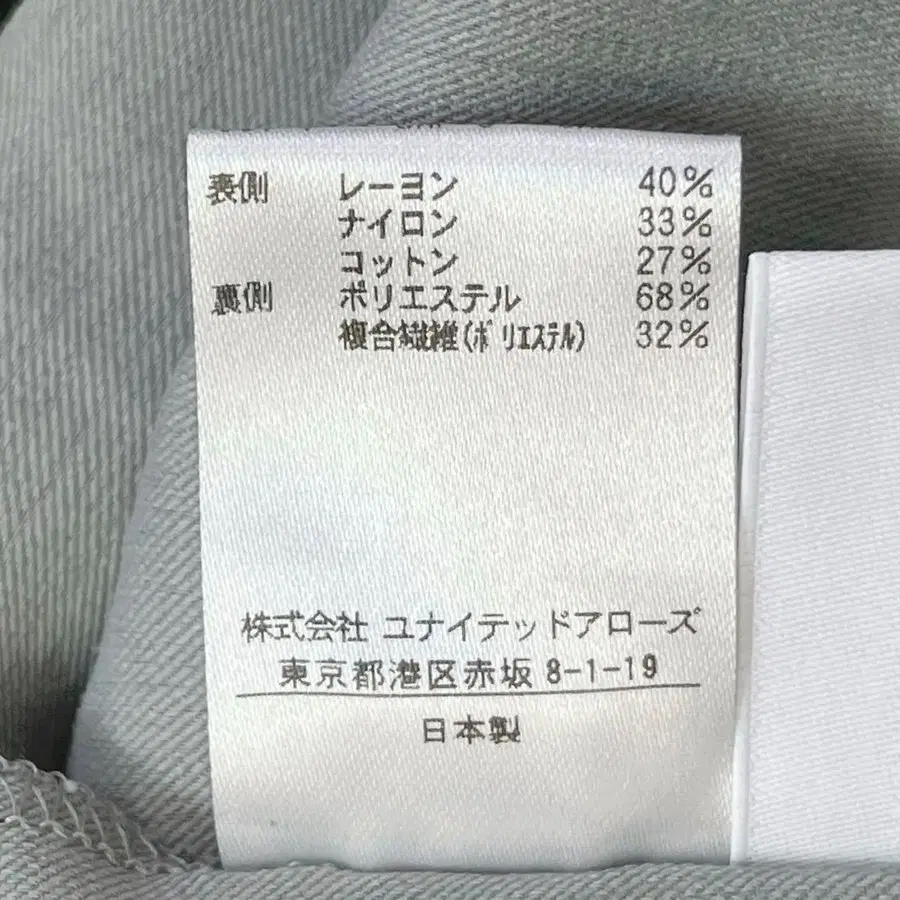 表側 レーヨン 40%
ナイロン 33%
コットン 27%
裏側 ポリエステル 68%
複合繊維(ポリエステル) 32%
株式会社 ユナイテッドアローズ
東京都港区赤坂 8-1-19
日本製